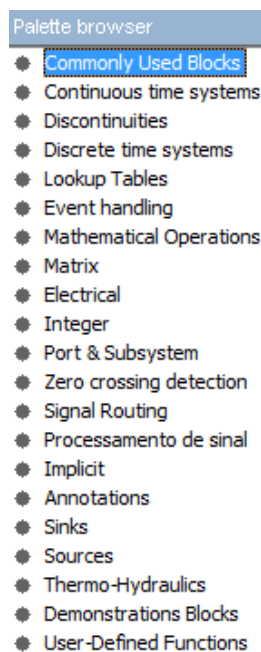 Palette browser
Commonly Used Blocks
Continuous time systems
Discontinuities
Discrete time systems
Lookup Tables
Event handling
Mathematical Operations
Matrix
Electrical
Integer
Port & Subsystem
Zero crossing detection
Signal Routing
Processamento de sinal
Implicit
Annotations
Sinks
Sources
Thermo-Hydraulics
Demonstrations Blocks
User-Defined Functions